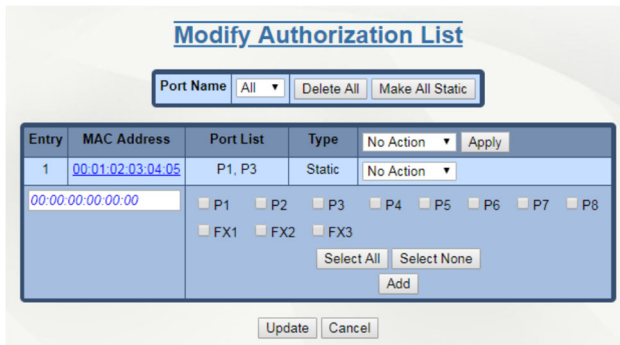 Modify Authorization List
Port Name All Delete All Make All Static
Entry MAC Address Port List Type No Action Apply
1 00:01:02:03:04:05 P1, P3 Static No Action
00:00:00:00:00:00 P1 P2 P3 P4 P5 P6 P7 P8
FX1 FX2 FX3
Select All Select None
Add
Update Cancel